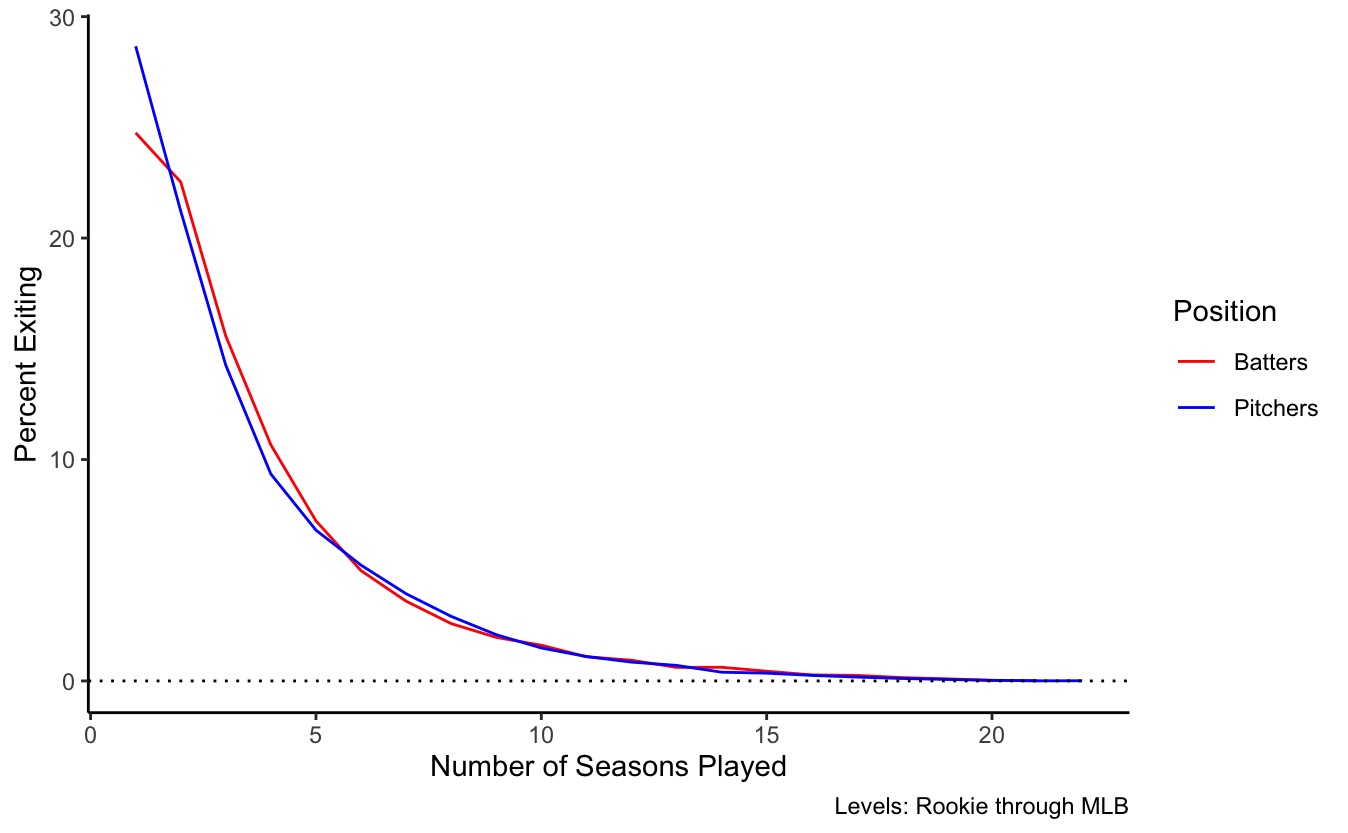 30
20
10
0
Percent Exiting
0 5 10 15 20
Number of Seasons Played
Position
Batters
Pitchers
Levels: Rookie through MLB